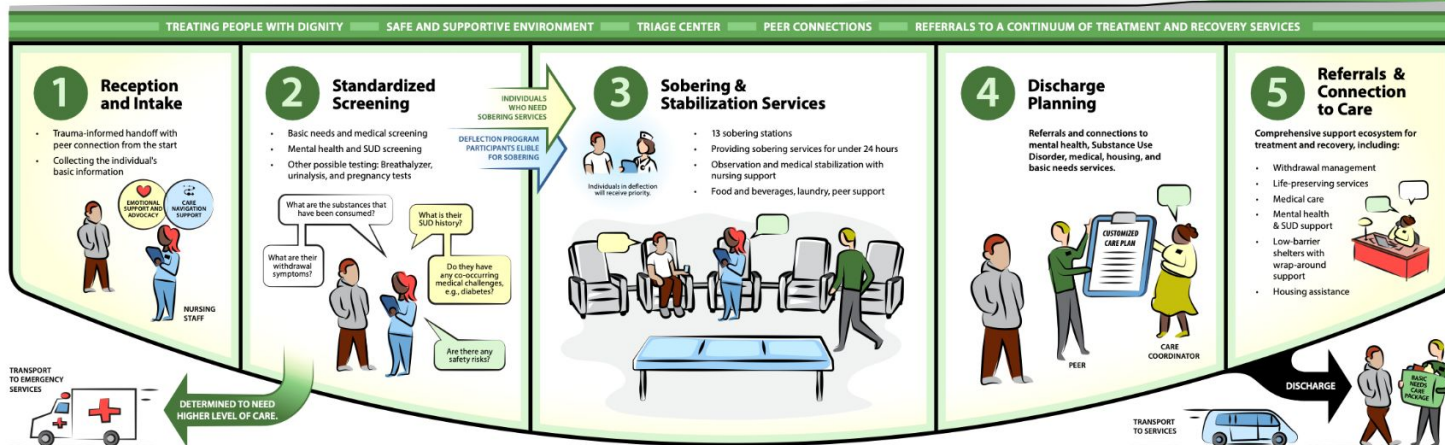 TREATING PEOPLE WITH DIGNITY SAFE AND SUPPORTIVE ENVIRONMENT TRIAGE CENTER PEER CONNECTIONS REFERRALS TO A CONTINUUM OF TREATMENT AND RECOVERY SERVICES
1
Reception
and Intake
• Trauma-informed handoff with
peer connection from the start
• Collecting the individual's
basic information
EMOTIONAL
SUPPORT AND
ADVOCACY
CARE
NAVIGATION
SUPPORT
NURSING
STAFF
2
Standardized
Screening
• Basic needs and medical screening
• Mental health and SUD screening
• Other possible testing: Breathalyzer,
urinalysis, and pregnancy tests
What are the substances that
have been consumed?
What is their
SUD history?
What are their
withdrawal
symptoms?
Do they have
any co-occurring
medical challenges,
e.g., diabetes?
Are there any
safety risks?
INDIVIDUALS
WHO NEED
SOBERING SERVICES
DEFLECTION PROGRAM
PARTICIPANTS ELIBLE
FOR SOBERING
3
Sobering &
Stabilization Services
Individuals in deflection
will receive priority.
• 13 sobering stations
• Providing sobering services for under 24 hours
• Observation and medical stabilization with
nursing support
• Food and beverages, laundry, peer support
4
Discharge
Planning
Referrals and connections to
mental health, Substance Use
Disorder, medical, housing, and
basic needs services.
CUSTOMIZED
CARE PLAN
PEER
CARE
COORDINATOR
5
Referrals &
Connection
to Care
Comprehensive support ecosystem for
treatment and recovery, including:
• Withdrawal management
• Life-preserving services
• Medical care
• Mental health
& SUD support
• Low-barrier
shelters with
wrap-around
support
• Housing assistance
TRANSPORT
TO EMERGENCY
SERVICES
DETERMINED TO NEED
HIGHER LEVEL OF CARE.
TRANSPORT
TO SERVICES
DISCHARGE
BASIC
NEEDS
CARE
PACKAGE